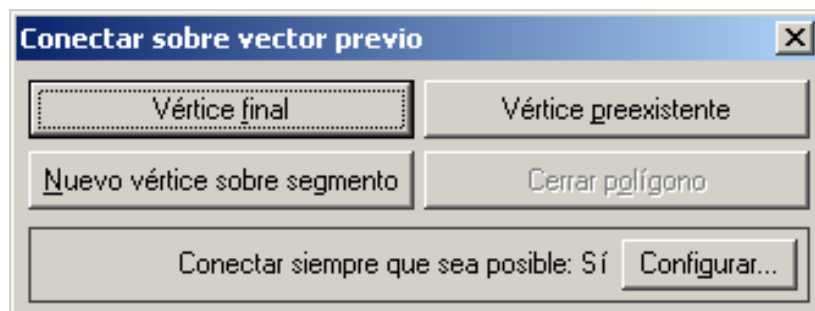 Conectar sobre vector previo
Vértice final
Vértice preexistente
Nuevo vértice sobre segmento
Cerrar polígono
Conectar siempre que sea posible: Sí
Configurar...